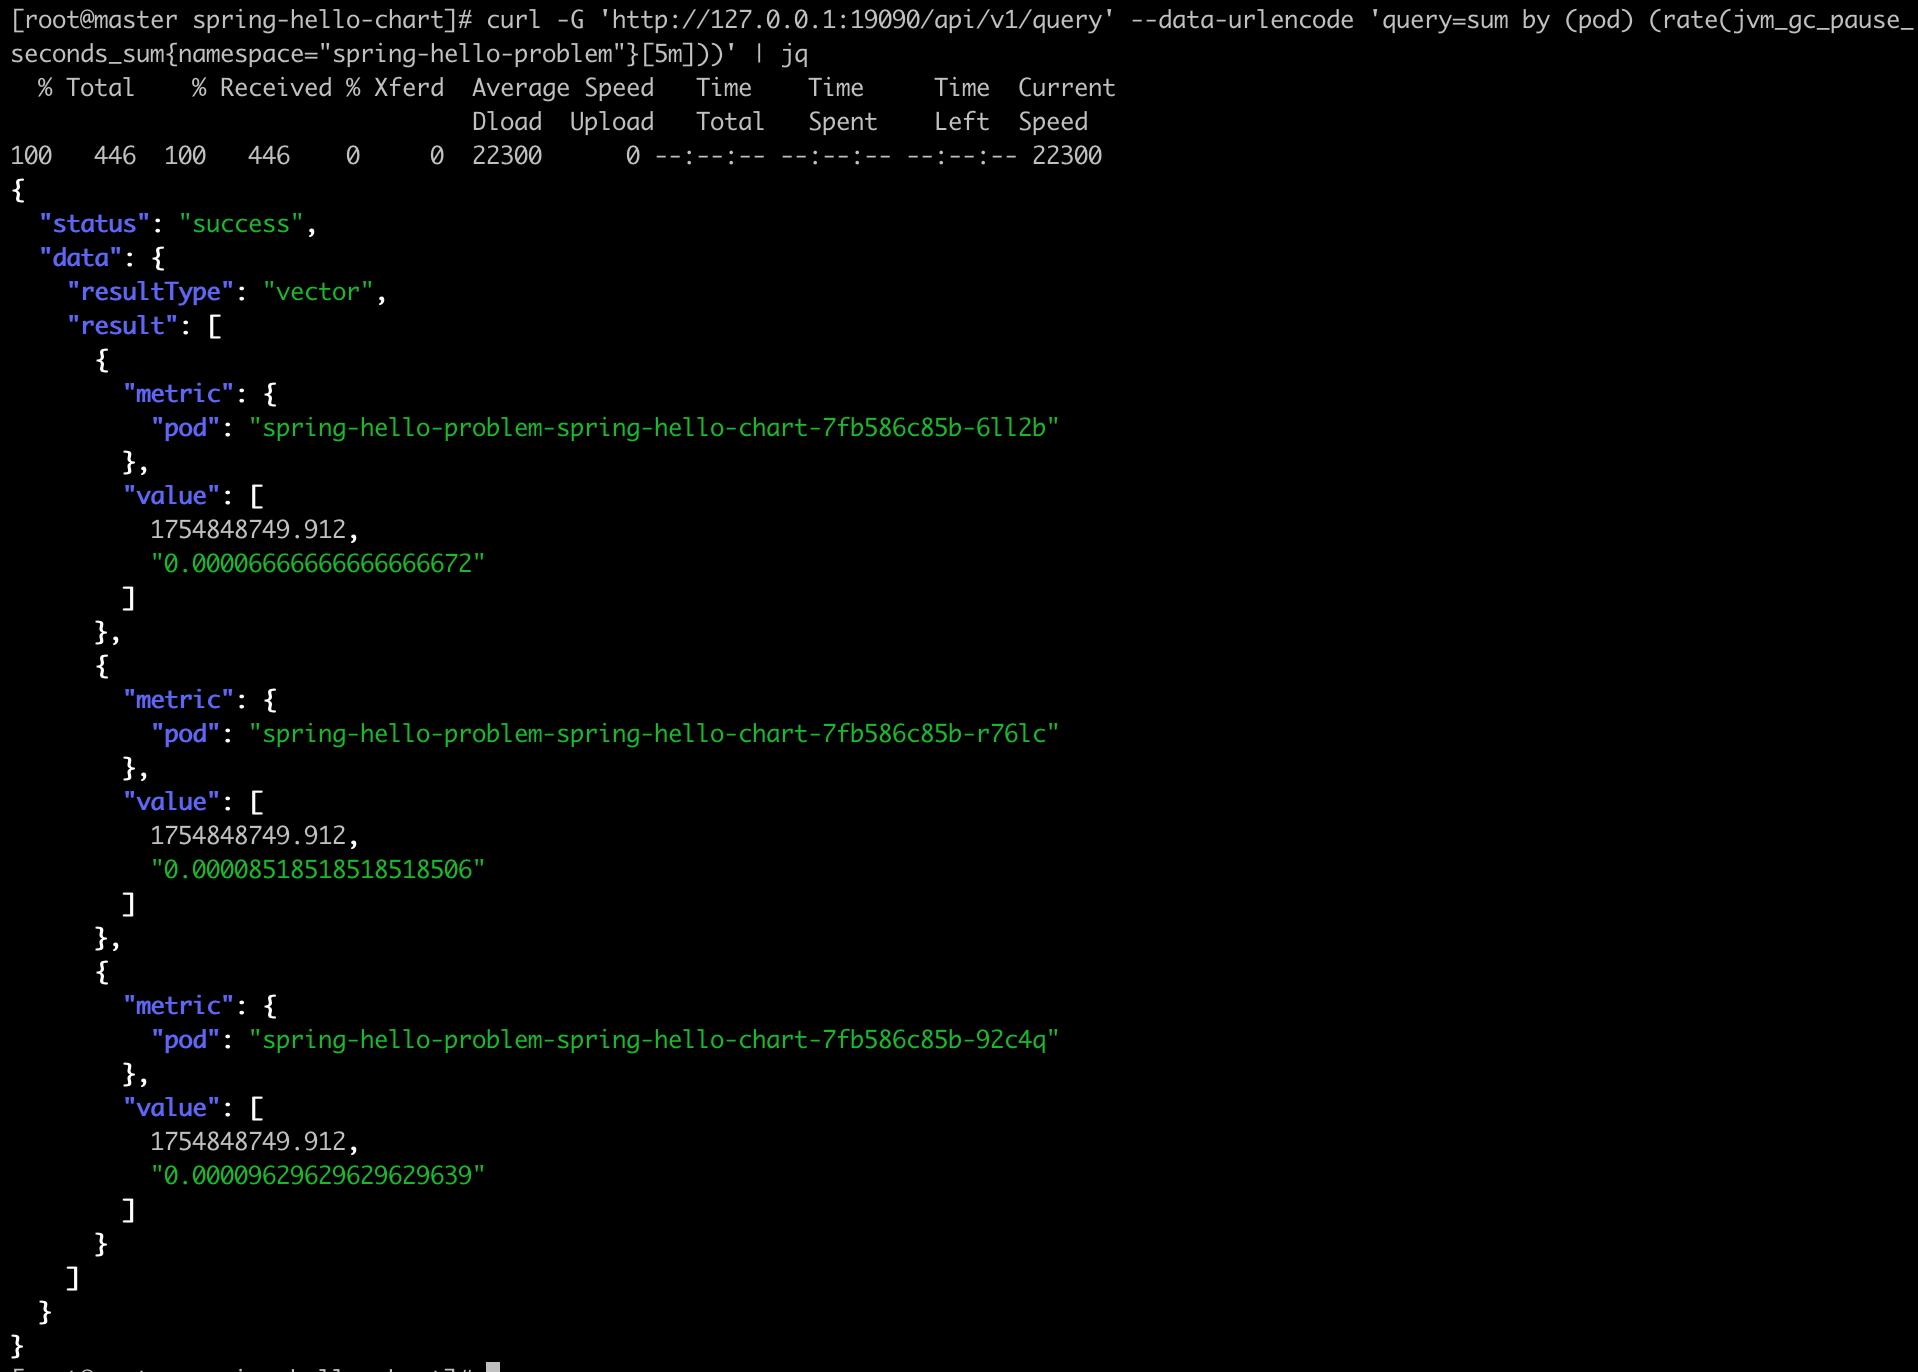 [root@master spring-hello-chart]# curl -G 'http://127.0.0.1:19090/api/v1/query' --data-urlencode 'query=sum by (pod) (rate(jvm_gc_pause_
seconds_sum{namespace="spring-hello-problem"}[5m]))' | jq
  % Total    % Received % Xferd  Average Speed   Time    Time     Time  Current
                                 Dload  Upload   Total   Spent    Left  Speed
100   446  100   446    0     0  22300      0 --:--:-- --:--:-- --:--:-- 22300
{
  "status": "success",
  "data": {
    "resultType": "vector",
    "result": [
      {
        "metric": {
          "pod": "spring-hello-problem-spring-hello-chart-7fb586c85b-6ll2b"
        },
        "value": [
          1754848749.912,
          "0.00006666666666666672"
        ]
      },
      {
        "metric": {
          "pod": "spring-hello-problem-spring-hello-chart-7fb586c85b-r76lc"
        },
        "value": [
          1754848749.912,
          "0.00008518518518518506"
        ]
      },
      {
        "metric": {
          "pod": "spring-hello-problem-spring-hello-chart-7fb586c85b-92c4q"
        },
        "value": [
          1754848749.912,
          "0.00009629629629629639"
        ]
      }
    ]
  }
}